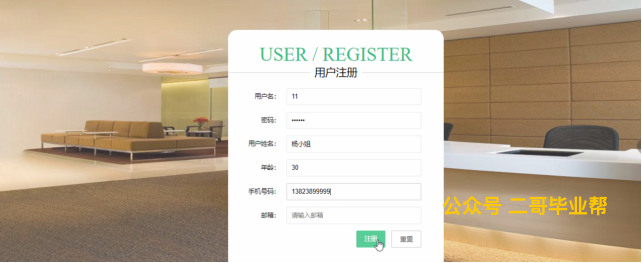 USER / REGISTER
用户注册
用户名: 11
密码: ••••••
用户姓名: 杨小姐
年龄: 30
手机号码: 13823899999
邮箱: 请输入邮箱
注册 重置
公众号 二哥毕业帮